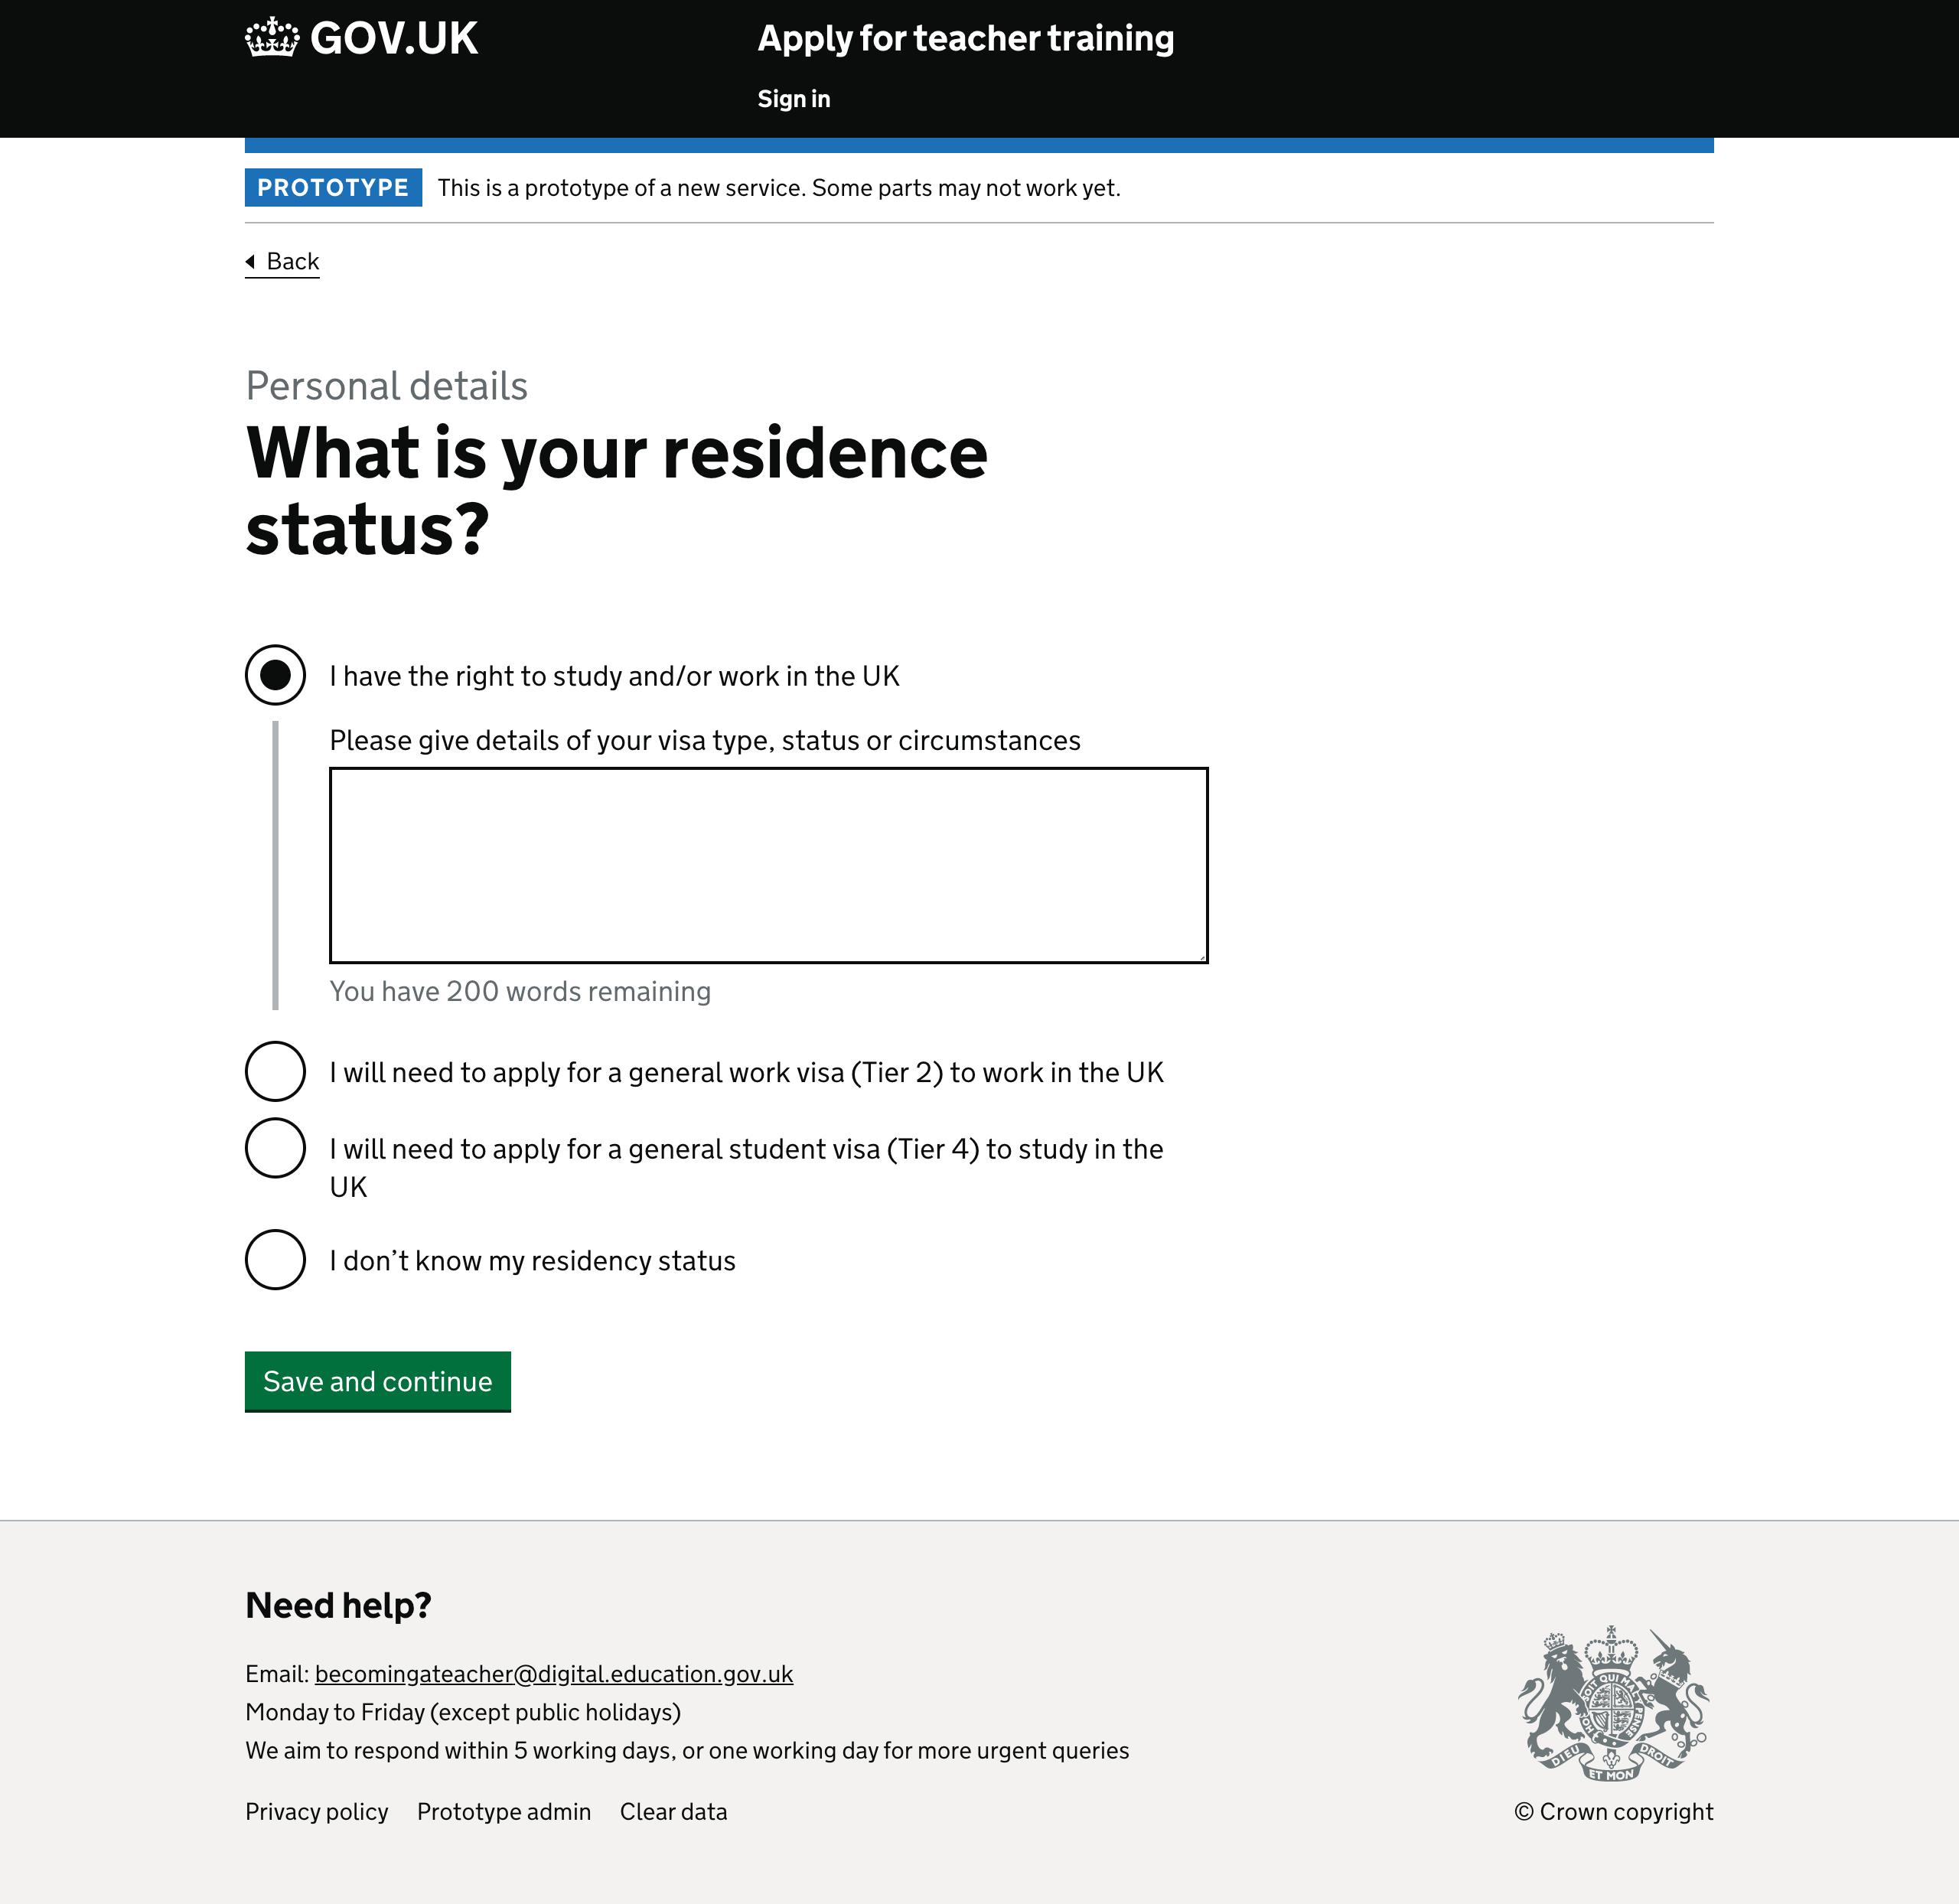 GOV.UK
Apply for teacher training
Sign in
PROTOTYPE This is a prototype of a new service. Some parts may not work yet.
Back
Personal details
What is your residence
status?
I have the right to study and/or work in the UK
Please give details of your visa type, status or circumstances
You have 200 words remaining
I will need to apply for a general work visa (Tier 2) to work in the UK
I will need to apply for a general student visa (Tier 4) to study in the
UK
I don’t know my residency status
Save and continue
Need help?
Email: becomingateacher@digital.education.gov.uk
Monday to Friday (except public holidays)
We aim to respond within 5 working days, or one working day for more urgent queries
Privacy policy Prototype admin Clear data
DIEU ET MON DROIT
© Crown copyright